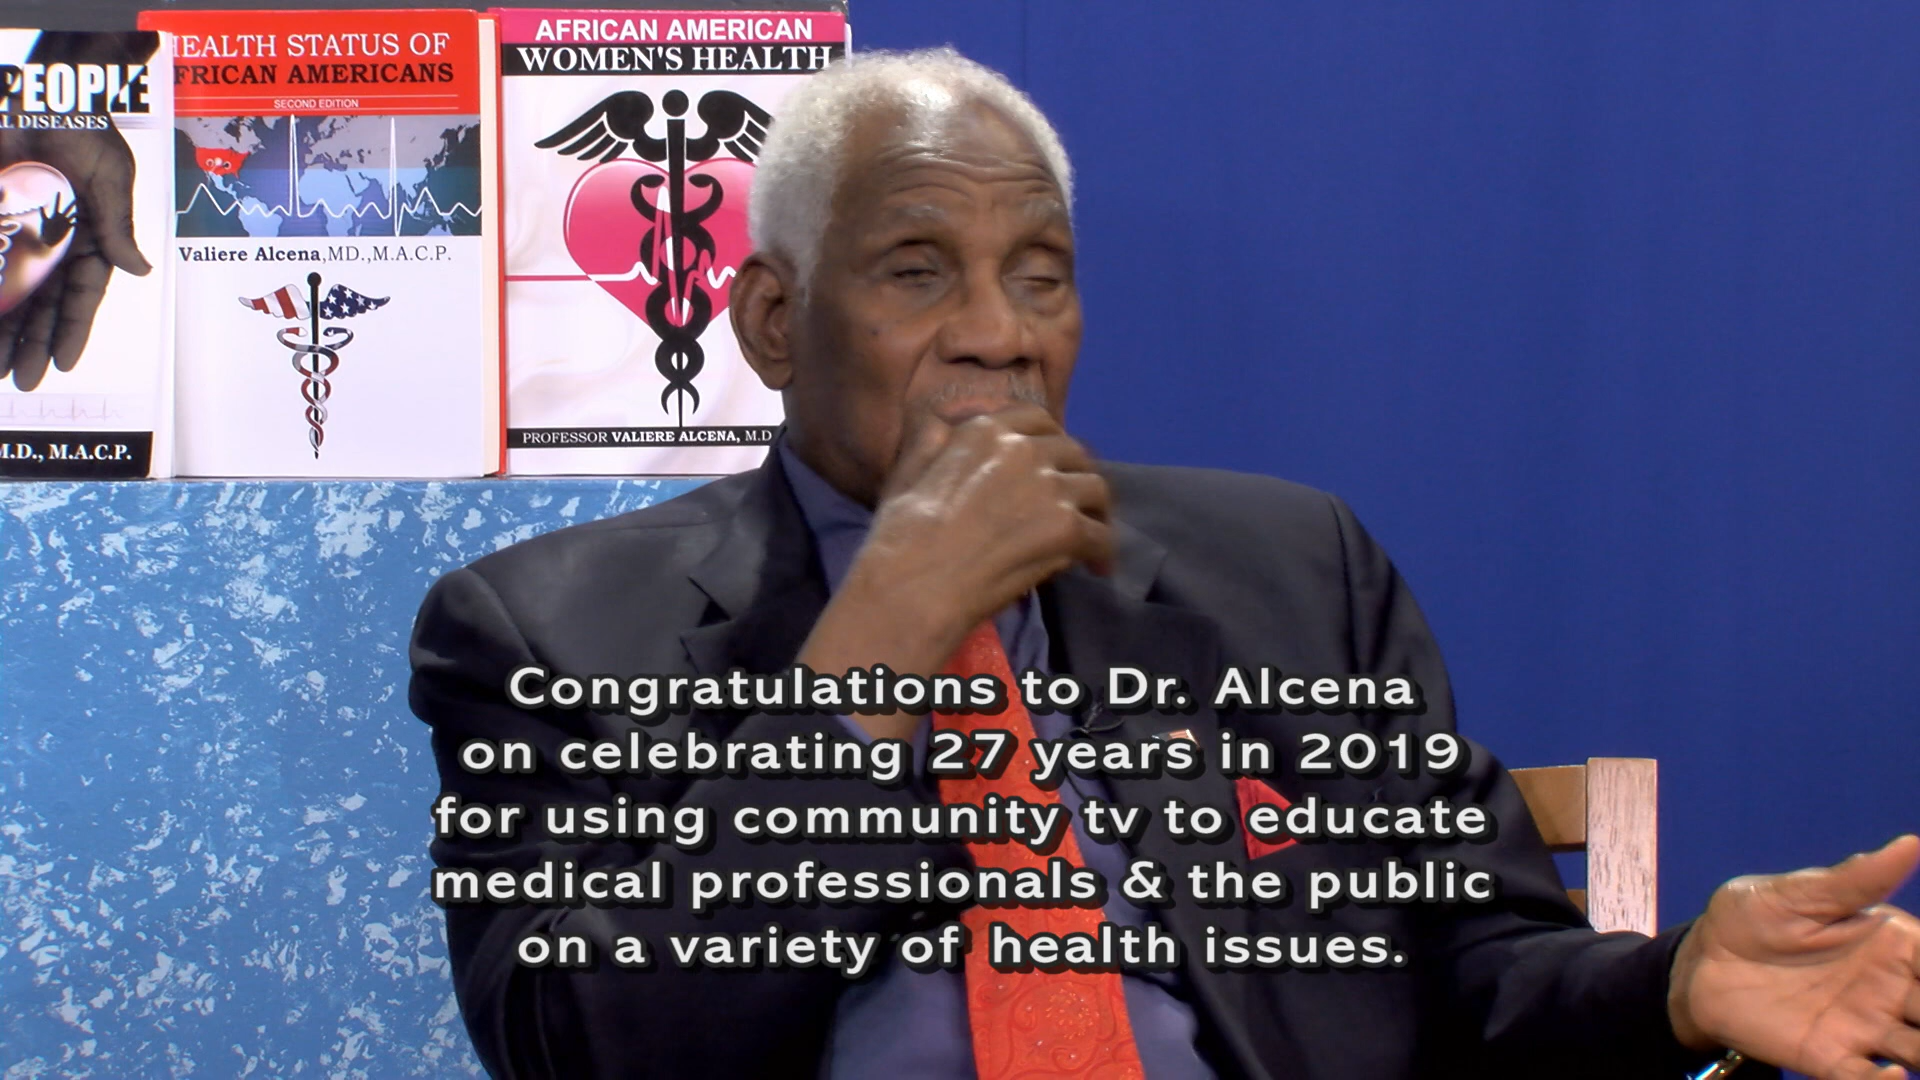 PEOPLE
L DISEASES
M.D., M.A.C.P.
HEALTH STATUS OF
FRICAN AMERICANS
SECOND EDITION
Valiere Alcena,MD.,M.A.C.P.
AFRICAN AMERICAN
WOMEN'S HEALTH
PROFESSOR VALIERE ALCENA, M.D
Congratulations to Dr. Alcena
on celebrating 27 years in 2019
for using community tv to educate
medical professionals & the public
on a variety of health issues.